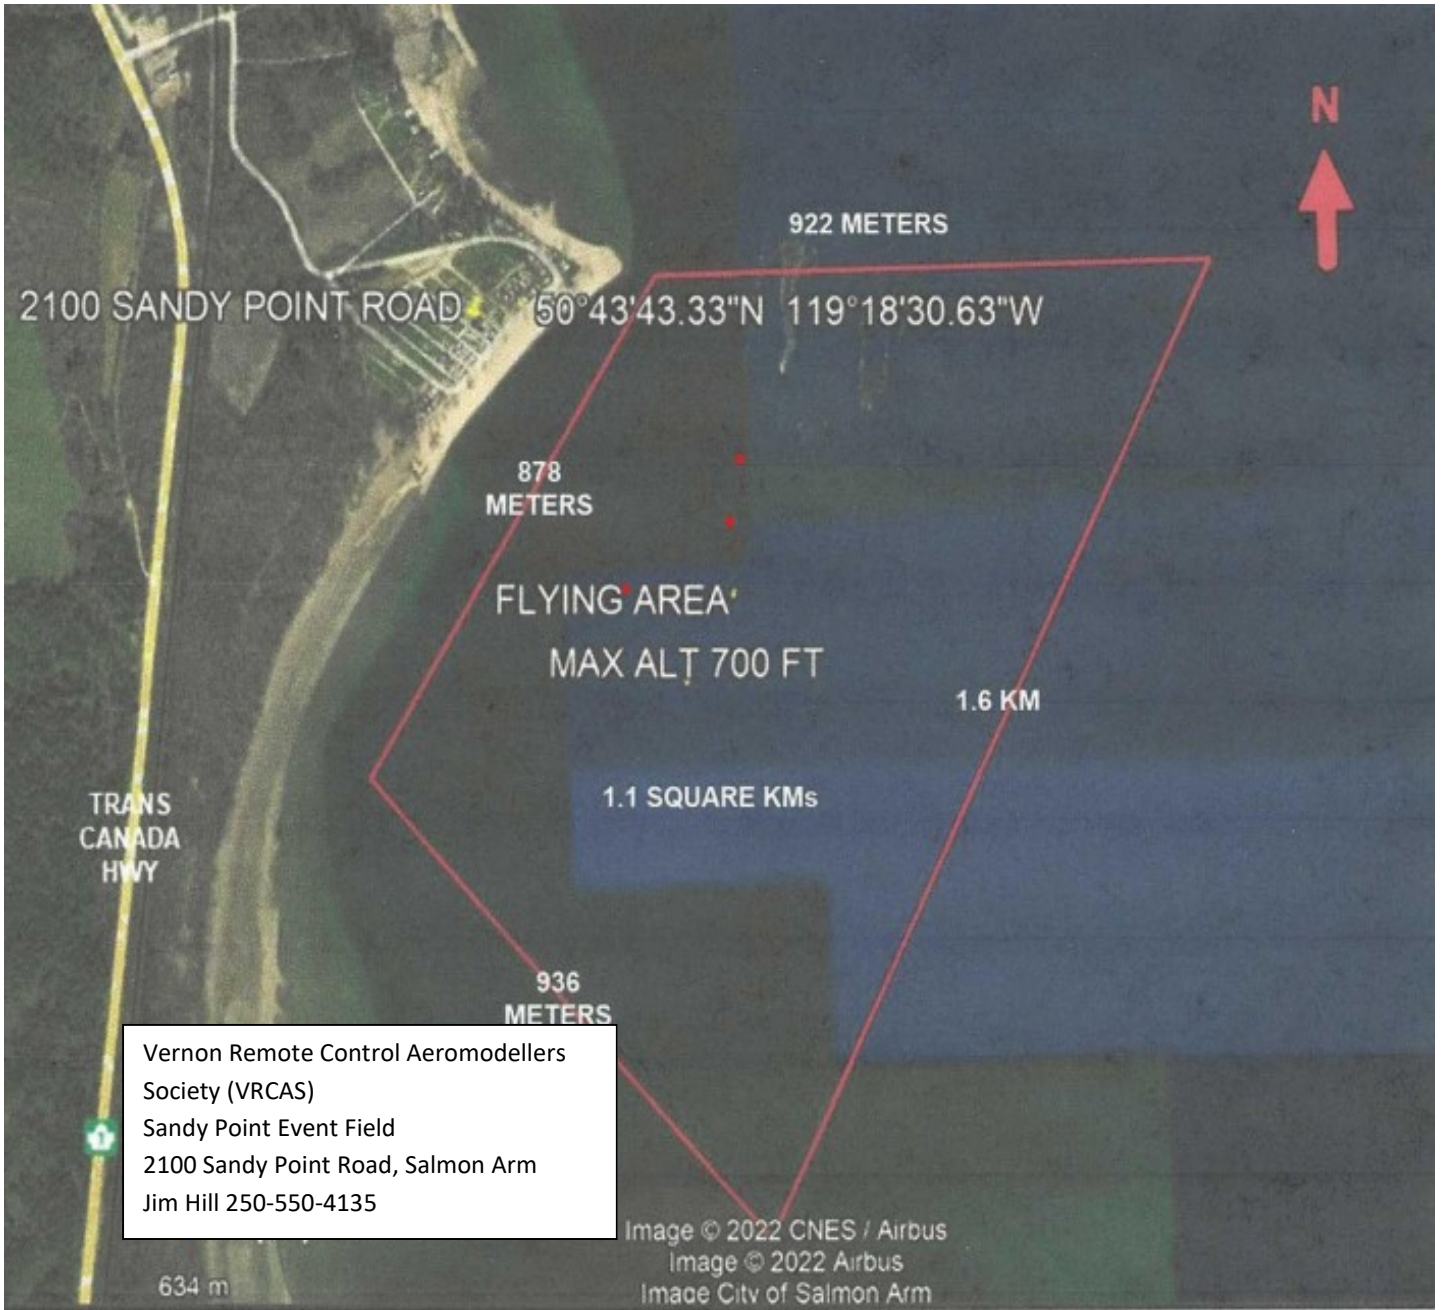 N
922 METERS
2100 SANDY POINT ROAD 50°43'43.33"N 119°18'30.63"W
878
METERS
FLYING AREA
MAX ALT 700 FT
1.6 KM
1.1 SQUARE KMs
TRANS
CANADA
HWY
936
METERS
Vernon Remote Control Aeromodellers
Society (VRCAS)
Sandy Point Event Field
2100 Sandy Point Road, Salmon Arm
Jim Hill 250-550-4135
1
Image © 2022 CNES / Airbus
Image © 2022 Airbus
Image City of Salmon Arm
634 m